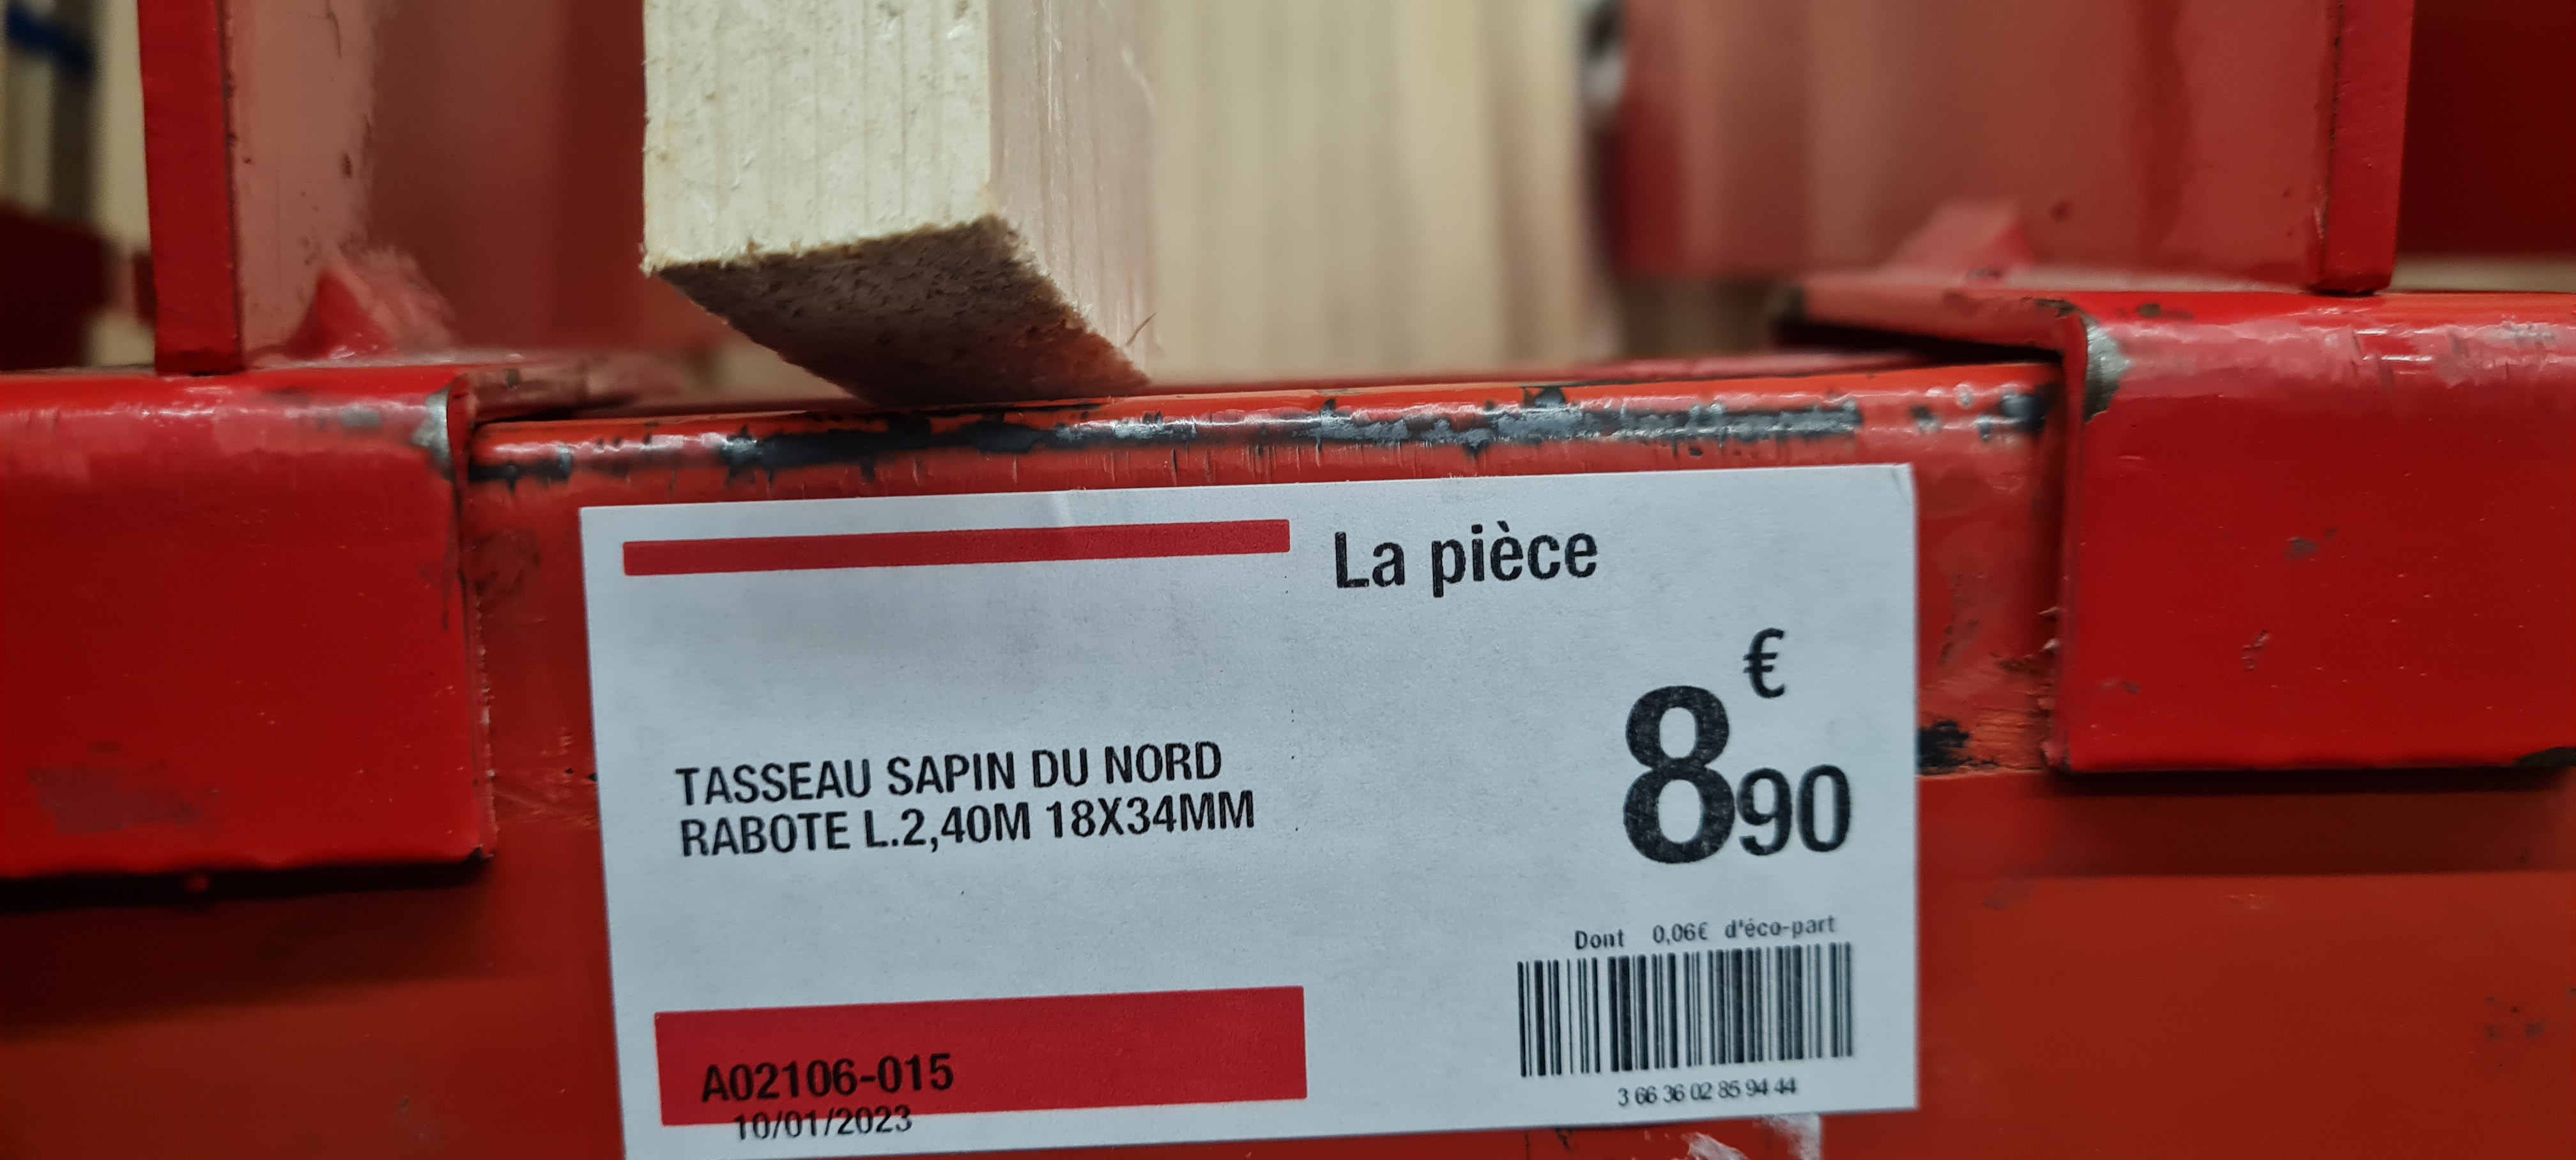 La pièce
€
890
TASSEAU SAPIN DU NORD
RABOTE L.2,40M 18X34MM
Dont 0,06€ d'éco-part
3 66 36 02 85 94 44
A02106-015
10/01/2023